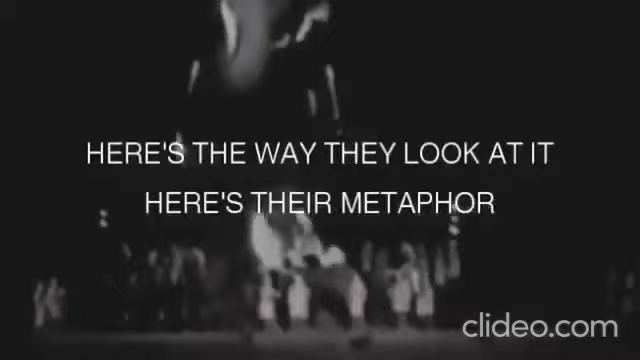 HERE'S THE WAY THEY LOOK AT IT
HERE'S THEIR METAPHOR
clideo.com